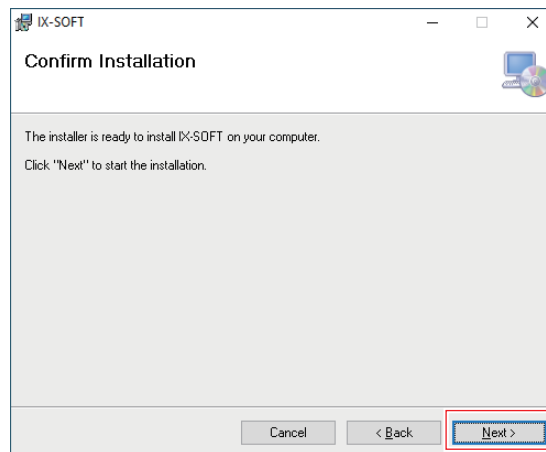 IX-SOFT
Confirm Installation
The installer is ready to install IX-SOFT on your computer.
Click "Next" to start the installation.
Cancel
< Back
Next >